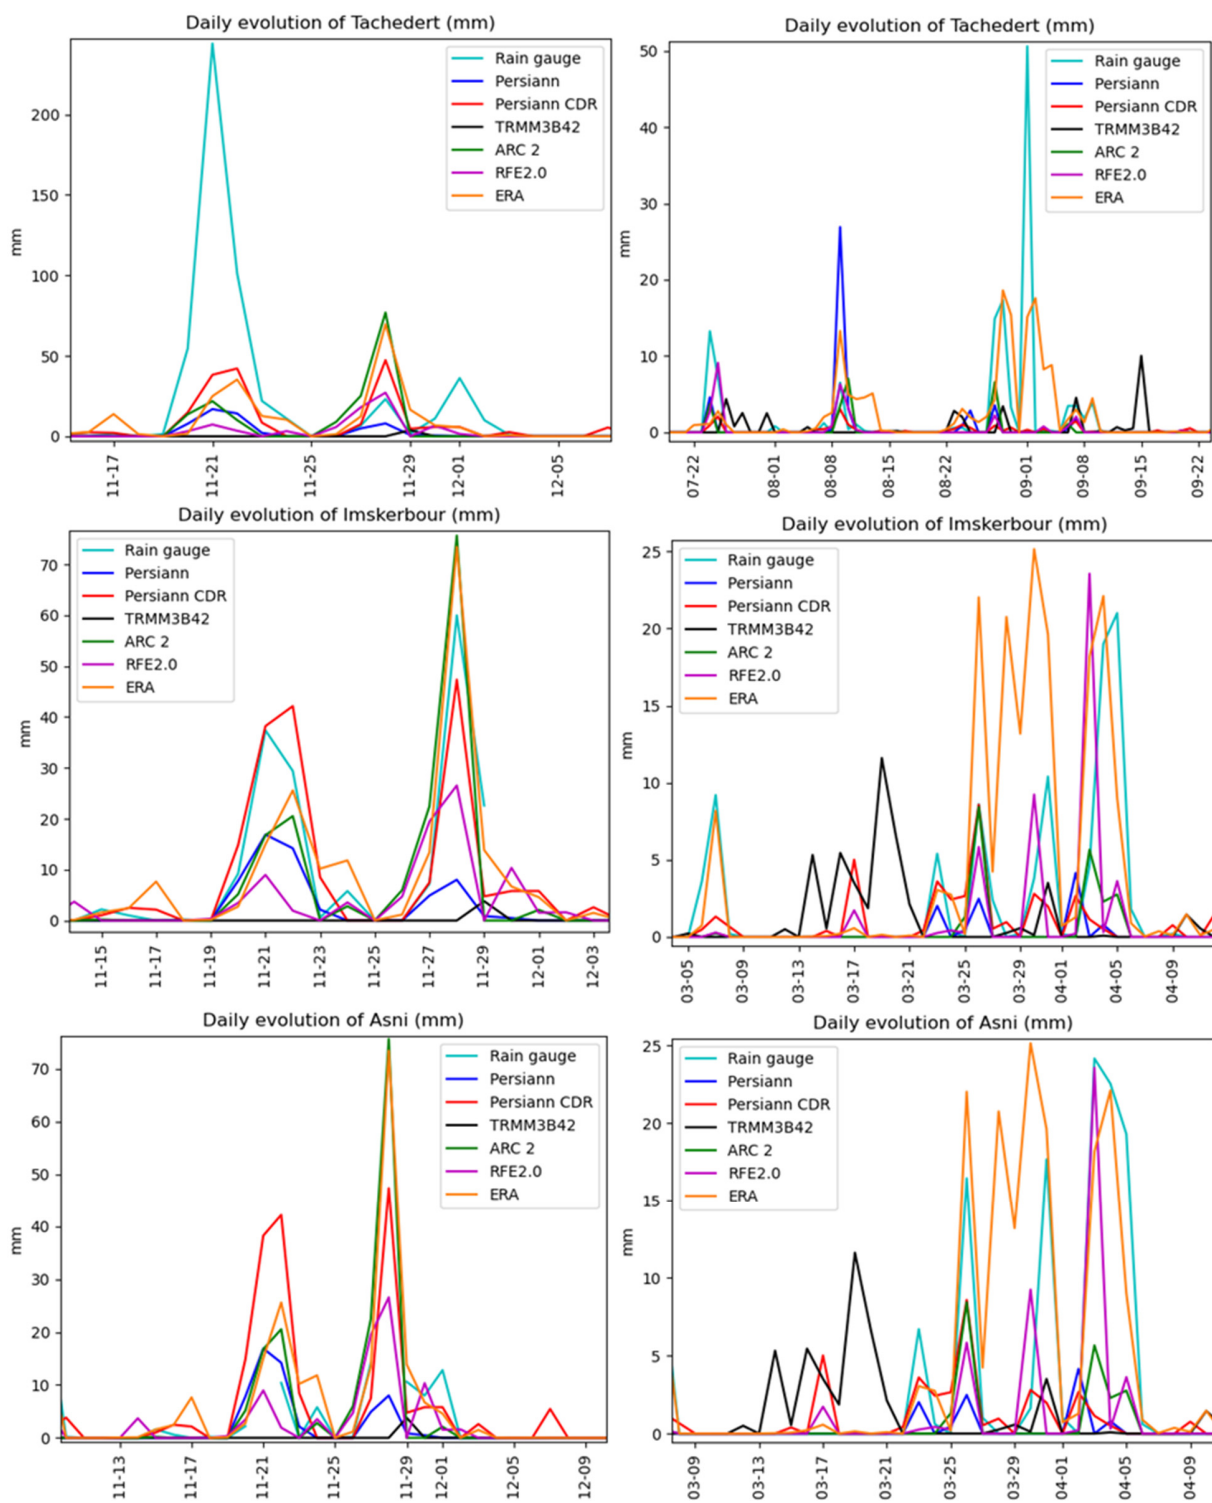 Daily evolution of Tachedert (mm)
Rain gauge
Persiann
Persiann CDR
TRMM3B42
ARC 2
RFE2.0
ERA
200
150
100
50
0
mm
11-17
11-21
11-25
11-29
12-01
12-05
Daily evolution of Tachedert (mm)
Rain gauge
Persiann
Persiann CDR
TRMM3B42
ARC 2
RFE2.0
ERA
50
40
30
20
10
0
mm
07-22
08-01
08-08
08-15
08-22
09-01
09-08
09-15
09-22
Daily evolution of Imskerbour (mm)
Rain gauge
Persiann
Persiann CDR
TRMM3B42
ARC 2
RFE2.0
ERA
70
60
50
40
30
20
10
0
mm
11-15
11-17
11-19
11-21
11-23
11-25
11-27
11-29
12-01
12-03
Daily evolution of Imskerbour (mm)
Rain gauge
Persiann
Persiann CDR
TRMM3B42
ARC 2
RFE2.0
ERA
25
20
15
10
5
0
mm
03-05
03-09
03-13
03-17
03-21
03-25
03-29
04-01
04-05
04-09
Daily evolution of Asni (mm)
Rain gauge
Persiann
Persiann CDR
TRMM3B42
ARC 2
RFE2.0
ERA
70
60
50
40
30
20
10
0
mm
11-13
11-17
11-21
11-25
11-29
12-01
12-05
12-09
Daily evolution of Asni (mm)
Rain gauge
Persiann
Persiann CDR
TRMM3B42
ARC 2
RFE2.0
ERA
25
20
15
10
5
0
mm
03-09
03-13
03-17
03-21
03-25
03-29
04-01
04-05
04-09